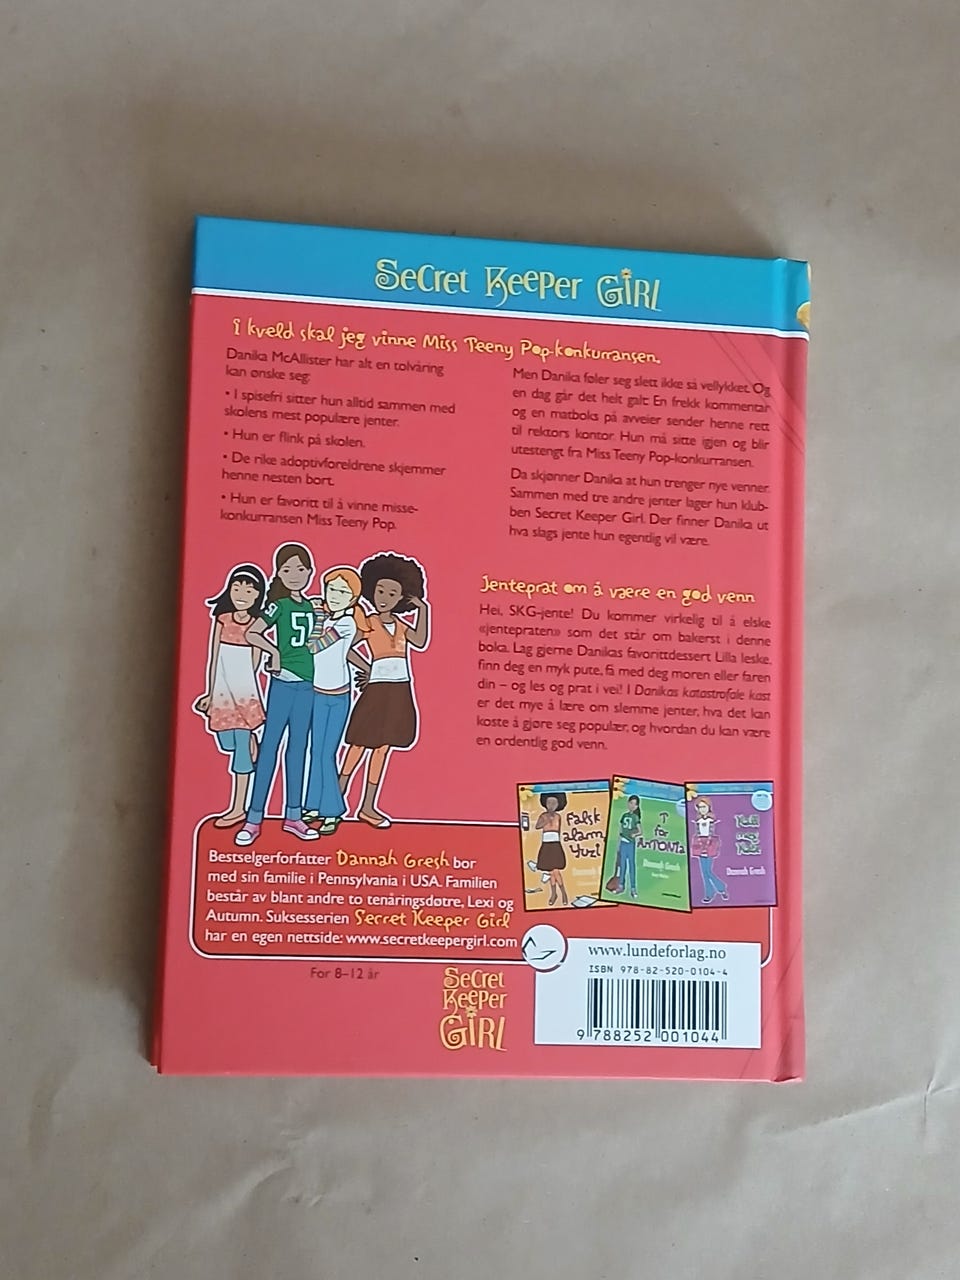 Secret Keeper Girl
I kveld skal jeg vinne Miss Teeny Pop-konkurransen.
Danika McAllister har alt en tolvåring
kan ønske seg:
• I spisefri sitter hun alltid sammen med
skolens mest populære jenter.
• Hun er flink på skolen.
• De rike adoptivforeldrene skjemmer
henne nesten bort.
• Hun er favoritt til å vinne misse-
konkurransen Miss Teeny Pop.
Men Danika føler seg slett ikke så vellykket. Og
en dag går det helt galt: En frekk kommentar
og en matboks på avveier sender henne rett
til rektors kontor. Hun må sitte igjen og blir
utestengt fra Miss Teeny Pop-konkurransen.
Da skjønner Danika at hun trenger nye venner.
Sammen med tre andre jenter lager hun klub-
ben Secret Keeper Girl. Der finner Danika ut
hva slags jente hun egentlig vil være.
Jenteprat om å være en god venn
Hei, SKG-jente! Du kommer virkelig til å elske
«jentepraten» som det står om bakerst i denne
boka. Lag gjerne Danikas favorittdessert Lilla leske,
finn deg en myk pute, få med deg moren eller faren
din – og les og prat i vei! I Danikas katastrofale kast
er det mye å lære om slemme jenter, hva det kan
koste å gjøre seg populær, og hvordan du kan være
en ordentlig god venn.
51
51
Falsk
alarm,
Yuzi
T
for
Antonia
51
Dannah Gresh
Dannah Gresh
Bestselgerforfatter Dannah Gresh bor
med sin familie i Pennsylvania i USA. Familien
består av blant andre to tenåringsdøtre, Lexi og
Autumn. Suksesserien Secret Keeper Girl
har en egen nettside: www.secretkeepergirl.com
For 8–12 år
Secret
Keeper
Girl
www.lundeforlag.no
ISBN 978-82-520-0104-4
9 788252 001044